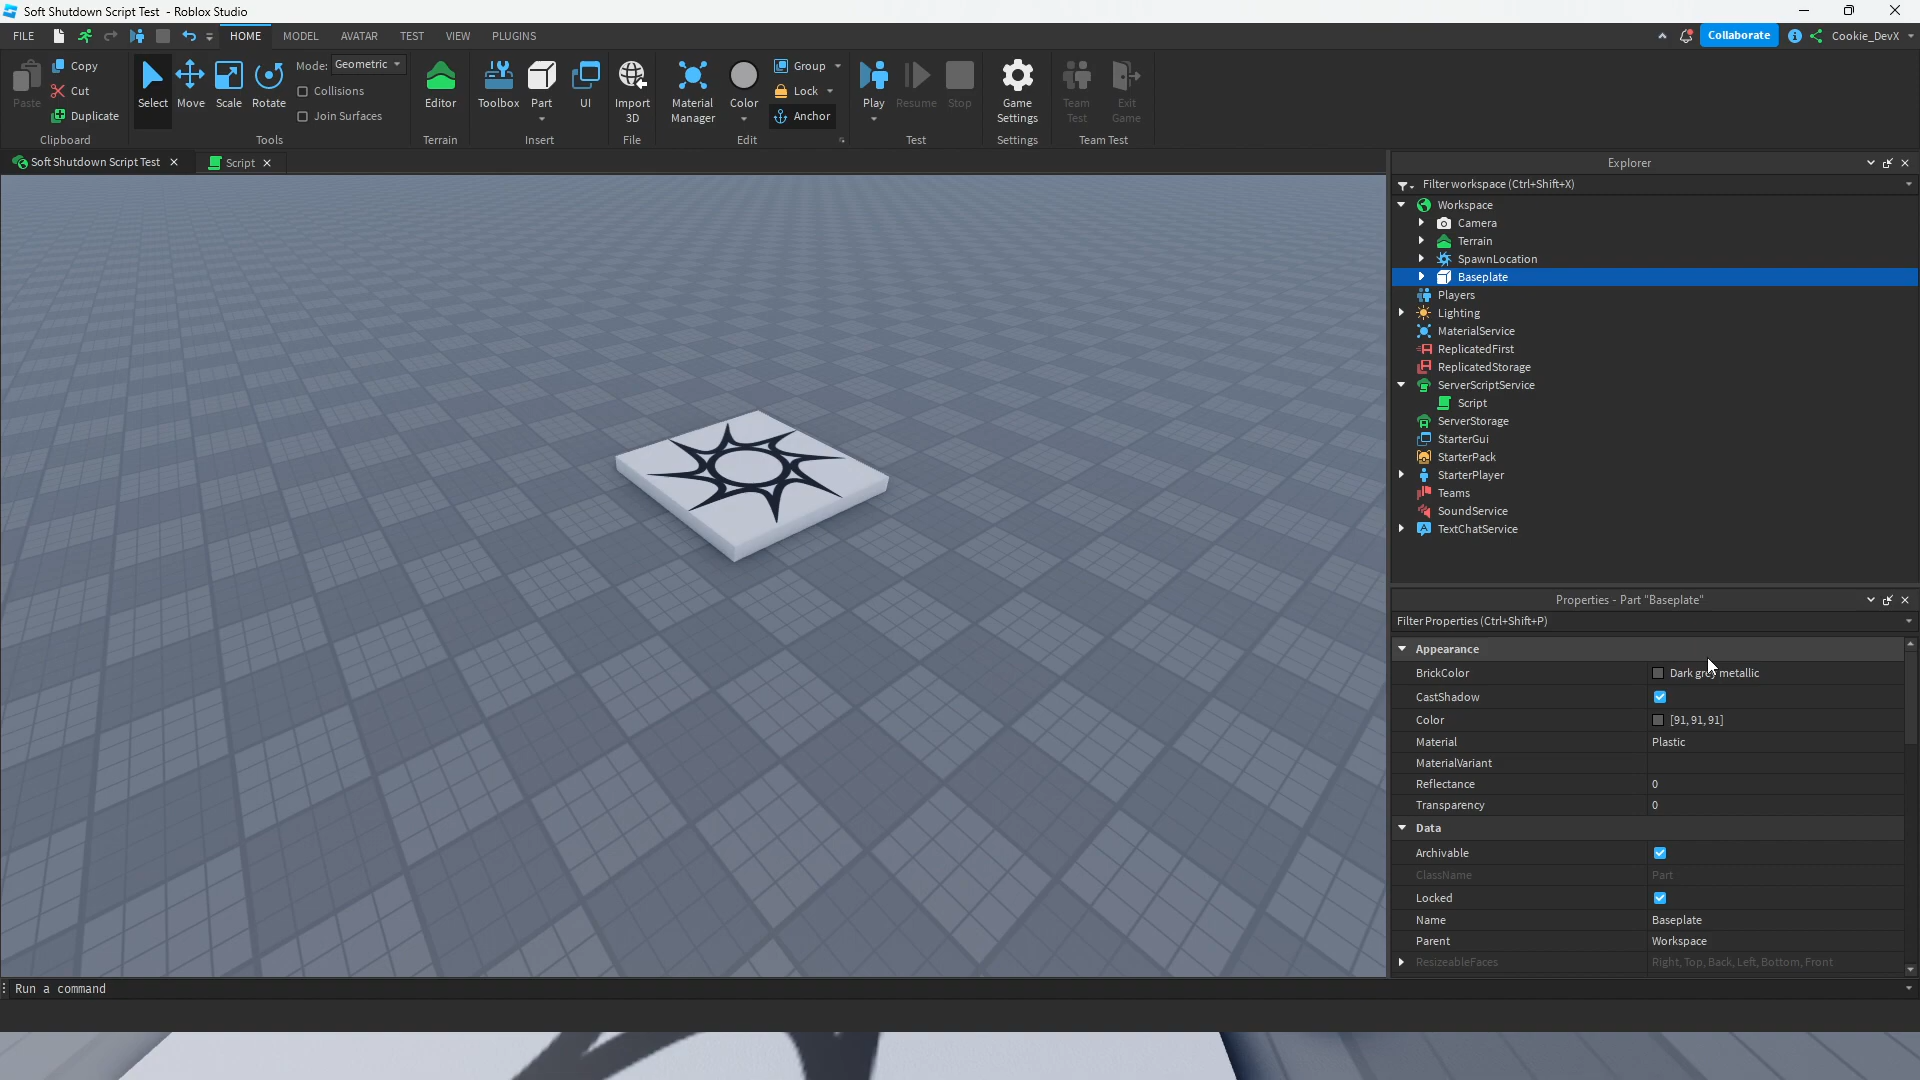 Soft Shutdown Script Test - Roblox Studio
FILE HOME MODEL AVATAR TEST VIEW PLUGINS Collaborate Cookie_DevX
Paste Copy Cut Duplicate Clipboard
Select Move Scale Rotate Mode: Geometric Collisions Join Surfaces Tools
Editor Terrain
Toolbox Part UI Insert
Import 3D File
Material Manager Color Group Lock Anchor Edit
Play Resume Stop Test
Game Settings Settings
Team Test Exit Game Team Test
Soft Shutdown Script Test Script
Explorer
Filter workspace (Ctrl+Shift+X)
Workspace
Camera
Terrain
SpawnLocation
Baseplate
Players
Lighting
MaterialService
ReplicatedFirst
ReplicatedStorage
ServerScriptService
Script
ServerStorage
StarterGui
StarterPack
StarterPlayer
Teams
SoundService
TextChatService
Properties - Part "Baseplate"
Filter Properties (Ctrl+Shift+P)
Appearance
BrickColor Dark grey metallic
CastShadow
Color [91, 91, 91]
Material Plastic
MaterialVariant
Reflectance 0
Transparency 0
Data
Archivable
ClassName Part
Locked
Name Baseplate
Parent Workspace
ResizeableFaces Right, Top, Back, Left, Bottom, Front
Run a command